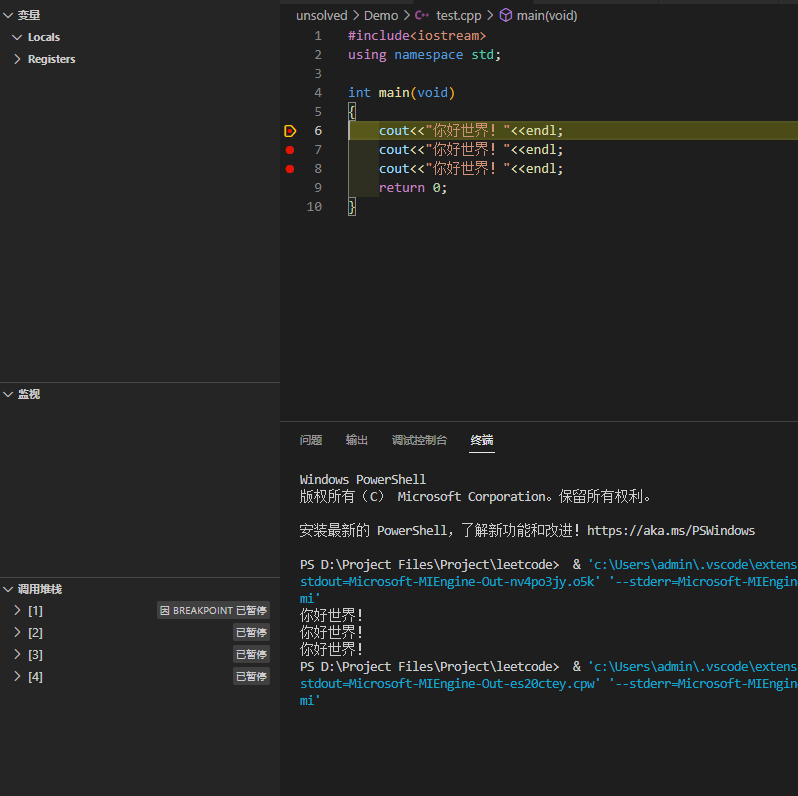 变量
Locals
Registers
监视
调用堆栈
[1] BREAKPOINT 已暂停
[2] 已暂停
[3] 已暂停
[4] 已暂停
unsolved > Demo > C++ test.cpp > main(void)
1 #include<iostream>
2 using namespace std;
3
4 int main(void)
5 {
6 cout<<"你好世界！"<<endl;
7 cout<<"你好世界！"<<endl;
8 cout<<"你好世界！"<<endl;
9 return 0;
10 }
问题 输出 调试控制台 终端
Windows PowerShell
版权所有（C） Microsoft Corporation。保留所有权利。
安装最新的 PowerShell，了解新功能和改进！https://aka.ms/PSWindows
PS D:\Project Files\Project\leetcode> & 'c:\Users\admin\.vscode\extens
stdout=Microsoft-MIEngine-Out-nv4po3jy.o5k' '--stderr=Microsoft-MIEngin
mi'
你好世界！
你好世界！
你好世界！
PS D:\Project Files\Project\leetcode> & 'c:\Users\admin\.vscode\extens
stdout=Microsoft-MIEngine-Out-es20ctey.cpw' '--stderr=Microsoft-MIEngin
mi'